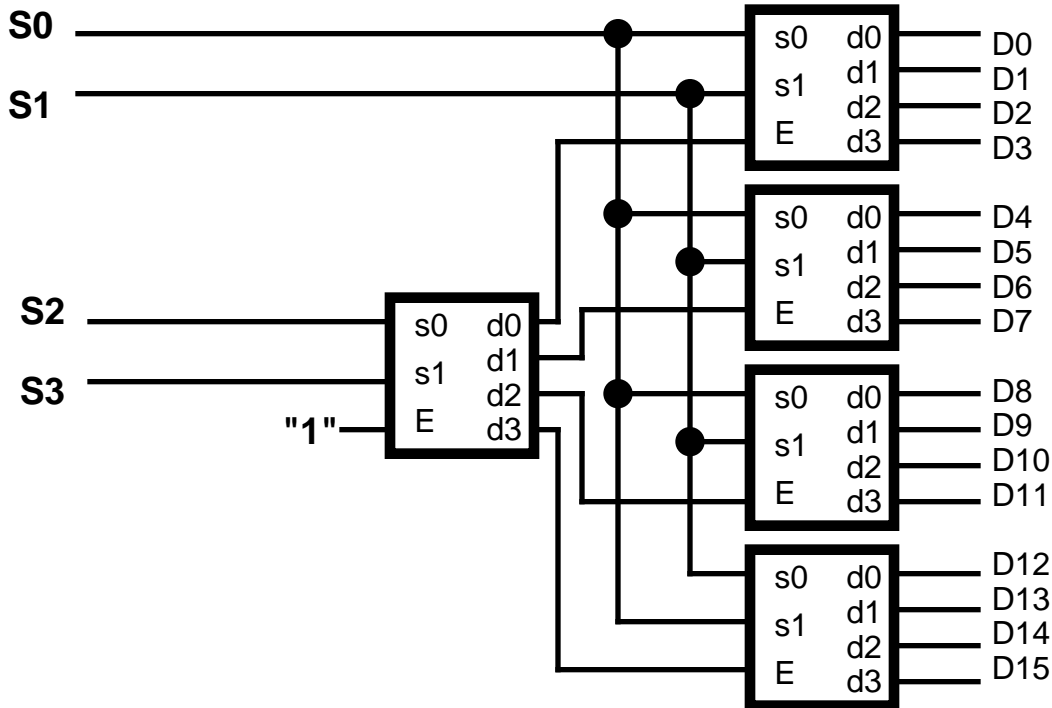 S0
S1
S2
S3
"1"
s0 d0
s1 d1
E d2
d3
s0 d0
s1 d1
E d2
d3
s0 d0
s1 d1
E d2
d3
s0 d0
s1 d1
E d2
d3
s0 d0
s1 d1
E d2
d3
D0
D1
D2
D3
D4
D5
D6
D7
D8
D9
D10
D11
D12
D13
D14
D15